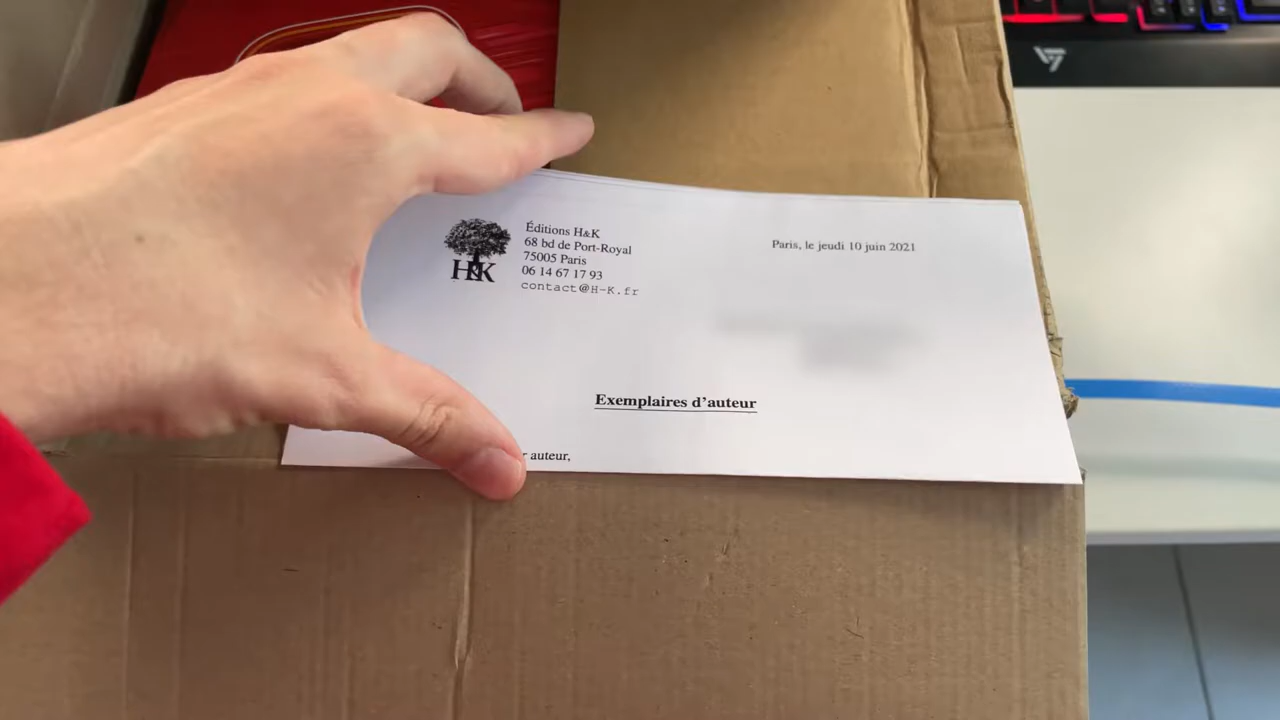 H&K
Éditions H&K
68 bd de Port-Royal
75005 Paris
06 14 67 17 93
contact@H-K.fr
Paris, le jeudi 10 juin 2021
Exemplaires d’auteur
auteur,